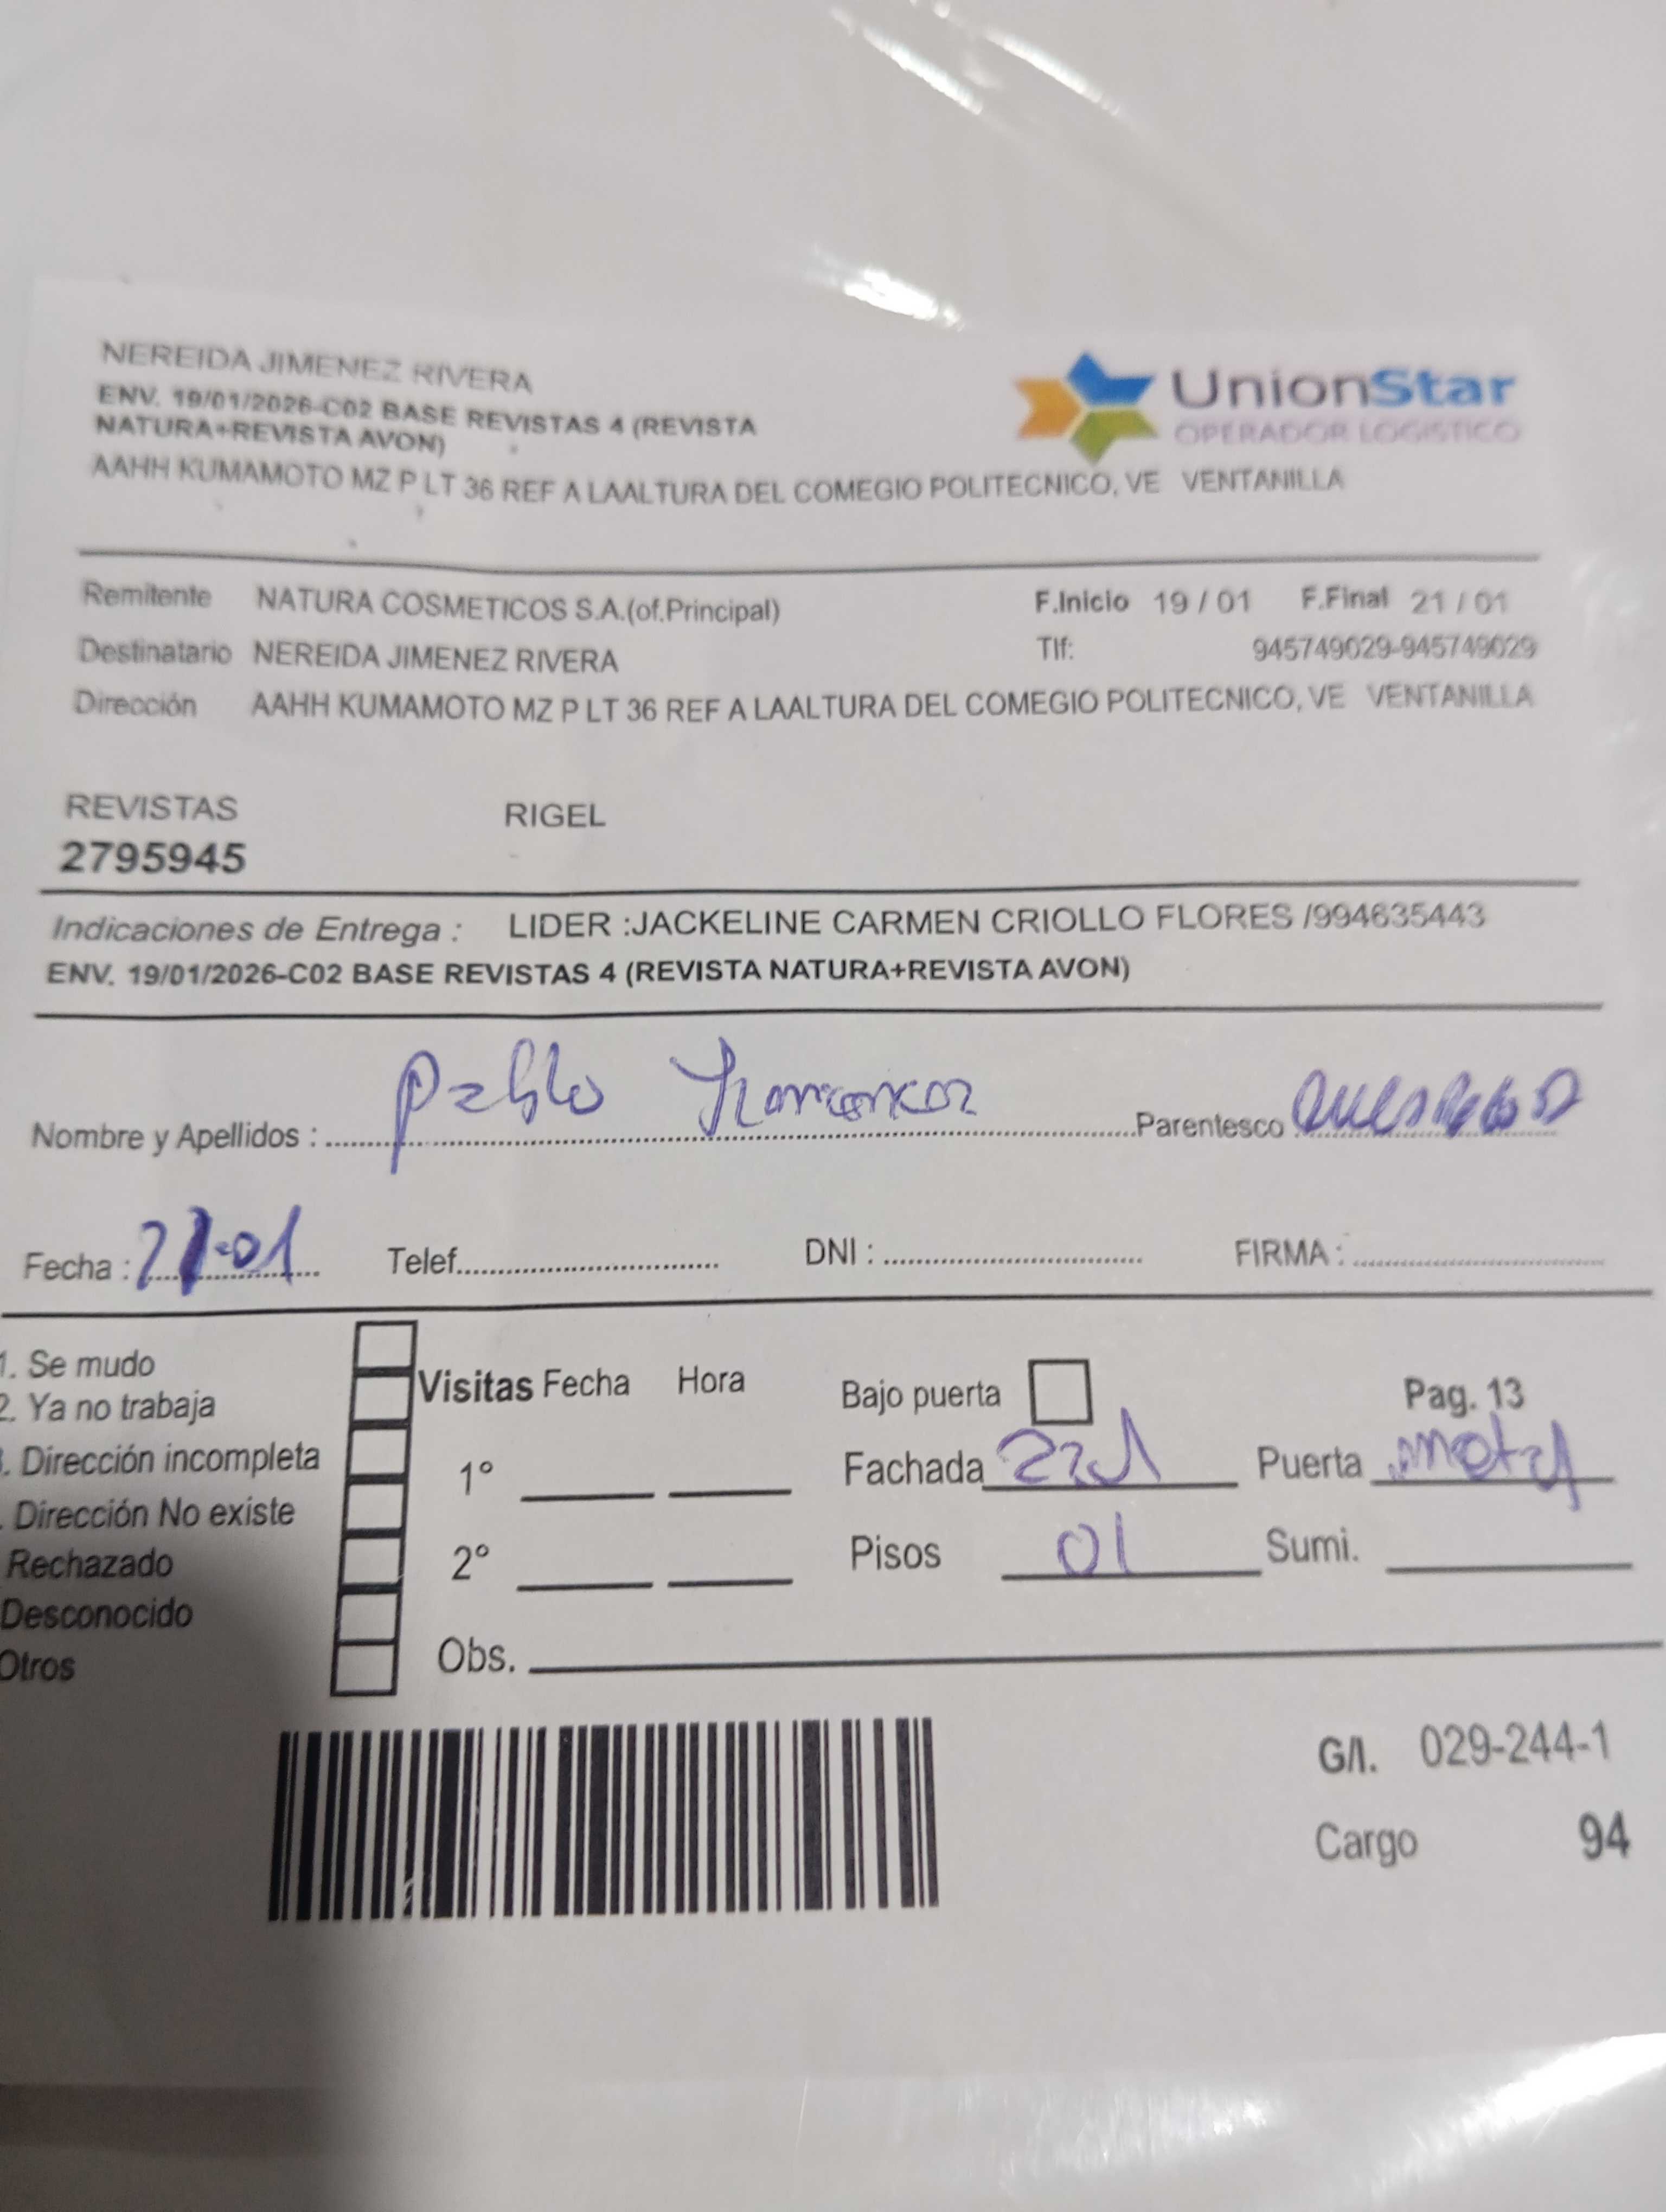 NEREIDA JIMENEZ RIVERA
ENV. 19/01/2026-C02 BASE REVISTAS 4 (REVISTA
NATURA+REVISTA AVON)
AAHH KUMAMOTO MZ P LT 36 REF A LAALTURA DEL COMEGIO POLITECNICO, VE VENTANILLA
UnionStar
OPERADOR LOGISTICO
Remitente NATURA COSMETICOS S.A.(of.Principal) F.Inicio 19 / 01 F.Final 21 / 01
Destinatario NEREIDA JIMENEZ RIVERA Tlf: 945749029-945749029
Dirección AAHH KUMAMOTO MZ P LT 36 REF A LAALTURA DEL COMEGIO POLITECNICO, VE VENTANILLA
REVISTAS RIGEL
2795945
Indicaciones de Entrega : LIDER :JACKELINE CARMEN CRIOLLO FLORES /994635443
ENV. 19/01/2026-C02 BASE REVISTAS 4 (REVISTA NATURA+REVISTA AVON)
Nombre y Apellidos : Pablo Parentesco
Fecha : 21-01 Telef. DNI : FIRMA :
1. Se mudo
2. Ya no trabaja
. Dirección incompleta
. Dirección No existe
Rechazado
Desconocido
Otros
Visitas Fecha Hora
1°
2°
Obs.
Bajo puerta Pag. 13
Fachada Puerta
Pisos 01 Sumi.
G/I. 029-244-1
Cargo 94